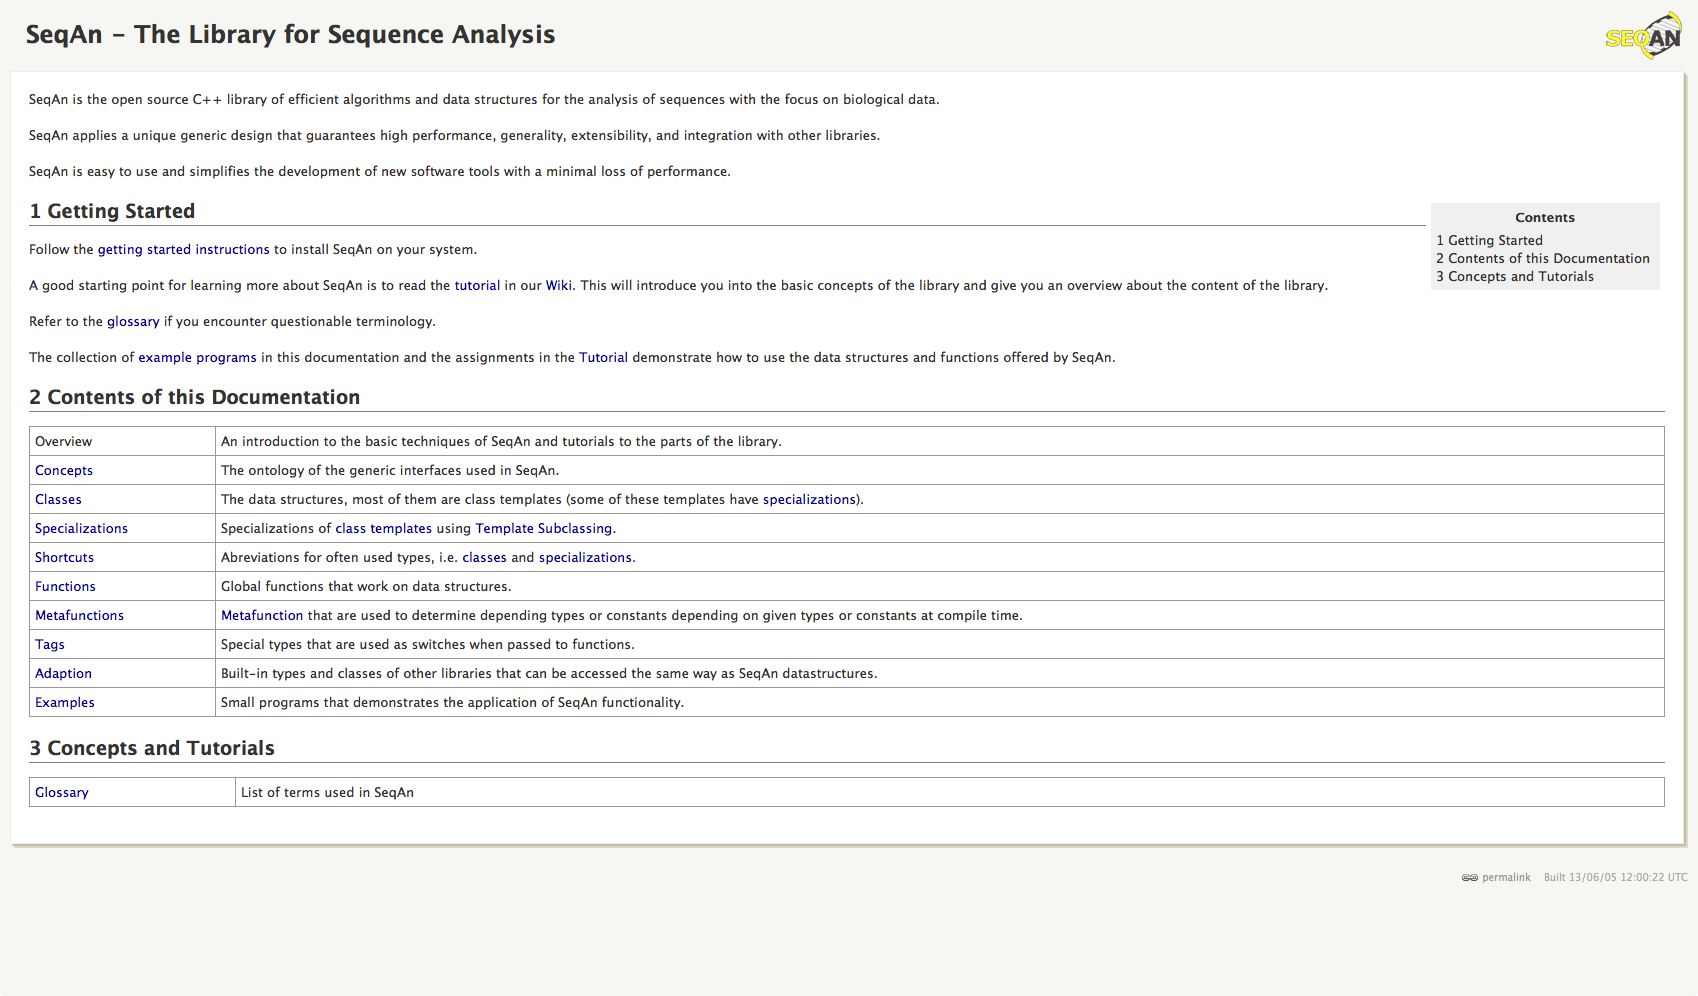 SeqAn – The Library for Sequence Analysis
SEQAN
SeqAn is the open source C++ library of efficient algorithms and data structures for the analysis of sequences with the focus on biological data.
SeqAn applies a unique generic design that guarantees high performance, generality, extensibility, and integration with other libraries.
SeqAn is easy to use and simplifies the development of new software tools with a minimal loss of performance.
1 Getting Started
Contents
1 Getting Started
2 Contents of this Documentation
3 Concepts and Tutorials
Follow the getting started instructions to install SeqAn on your system.
A good starting point for learning more about SeqAn is to read the tutorial in our Wiki. This will introduce you into the basic concepts of the library and give you an overview about the content of the library.
Refer to the glossary if you encounter questionable terminology.
The collection of example programs in this documentation and the assignments in the Tutorial demonstrate how to use the data structures and functions offered by SeqAn.
2 Contents of this Documentation
Overview An introduction to the basic techniques of SeqAn and tutorials to the parts of the library.
Concepts The ontology of the generic interfaces used in SeqAn.
Classes The data structures, most of them are class templates (some of these templates have specializations).
Specializations Specializations of class templates using Template Subclassing.
Shortcuts Abreviations for often used types, i.e. classes and specializations.
Functions Global functions that work on data structures.
Metafunctions Metafunction that are used to determine depending types or constants depending on given types or constants at compile time.
Tags Special types that are used as switches when passed to functions.
Adaption Built-in types and classes of other libraries that can be accessed the same way as SeqAn datastructures.
Examples Small programs that demonstrates the application of SeqAn functionality.
3 Concepts and Tutorials
Glossary List of terms used in SeqAn
permalink Built 13/06/05 12:00:22 UTC